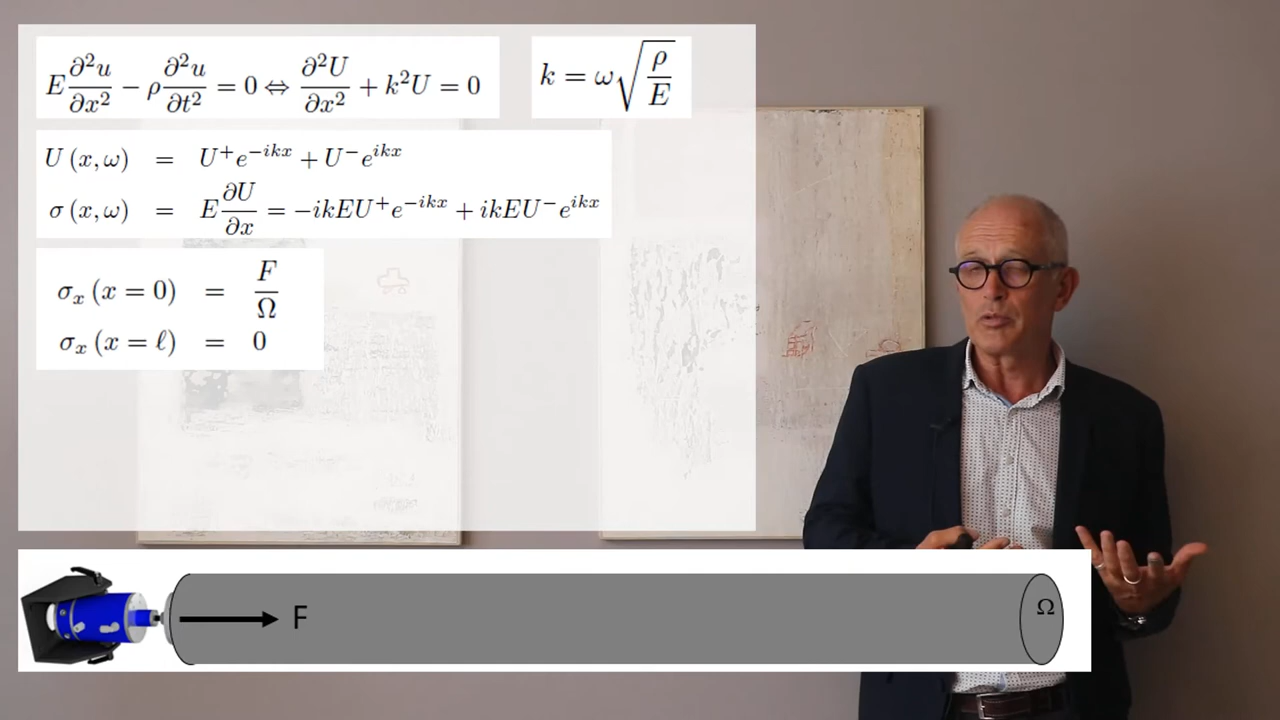 E ∂²u/∂x² − ρ ∂²u/∂t² = 0 ⇔ ∂²U/∂x² + k²U = 0
k = ω√(ρ/E)
U (x, ω) = U⁺e^{−ikx} + U⁻e^{ikx}
σ (x, ω) = E ∂U/∂x = −ikEU⁺e^{−ikx} + ikEU⁻e^{ikx}
σₓ (x = 0) = F/Ω
σₓ (x = ℓ) = 0
F
Ω